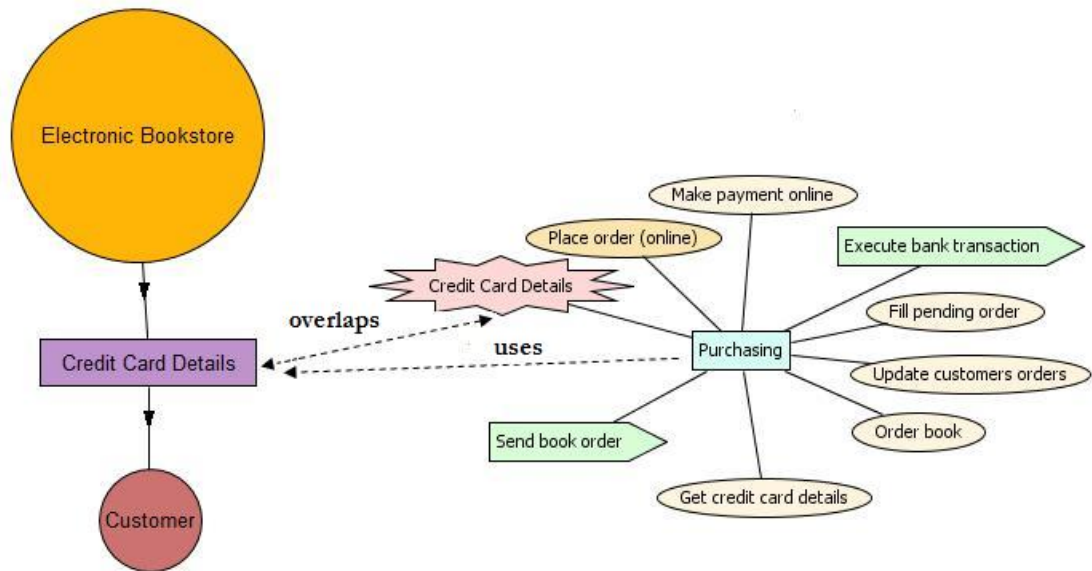 Electronic Bookstore
Make payment online
Place order (online)
Execute bank transaction
Credit Card Details
Fill pending order
overlaps
uses
Purchasing
Credit Card Details
Update customers orders
Order book
Send book order
Get credit card details
Customer